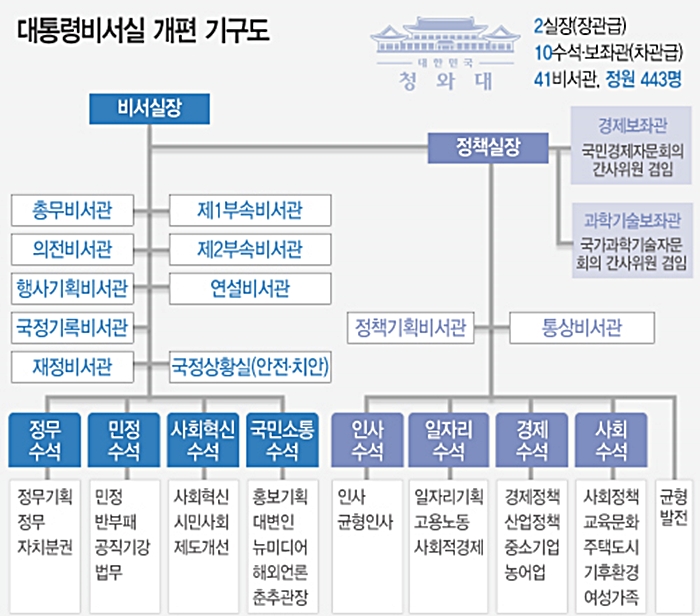 대통령비서실 개편 기구도
대한민국
청와대
2실장(장관급)
10수석·보좌관(차관급)
41비서관, 정원 443명
비서실장
정책실장
경제보좌관
국민경제자문회의
간사위원 겸임
과학기술보좌관
국가과학기술자문
회의 간사위원 겸임
총무비서관
제1부속비서관
의전비서관
제2부속비서관
행사기획비서관
연설비서관
국정기록비서관
재정비서관
국정상황실(안전·치안)
정책기획비서관
통상비서관
정무
수석
정무기획
정무
자치분권
민정
수석
민정
반부패
공직기강
법무
사회혁신
수석
사회혁신
시민사회
제도개선
국민소통
수석
홍보기획
대변인
뉴미디어
해외언론
춘추관장
인사
수석
인사
균형인사
일자리
수석
일자리기획
고용노동
사회적경제
경제
수석
경제정책
산업정책
중소기업
농어업
사회
수석
사회정책
교육문화
주택도시
기후환경
여성가족
균형
발전